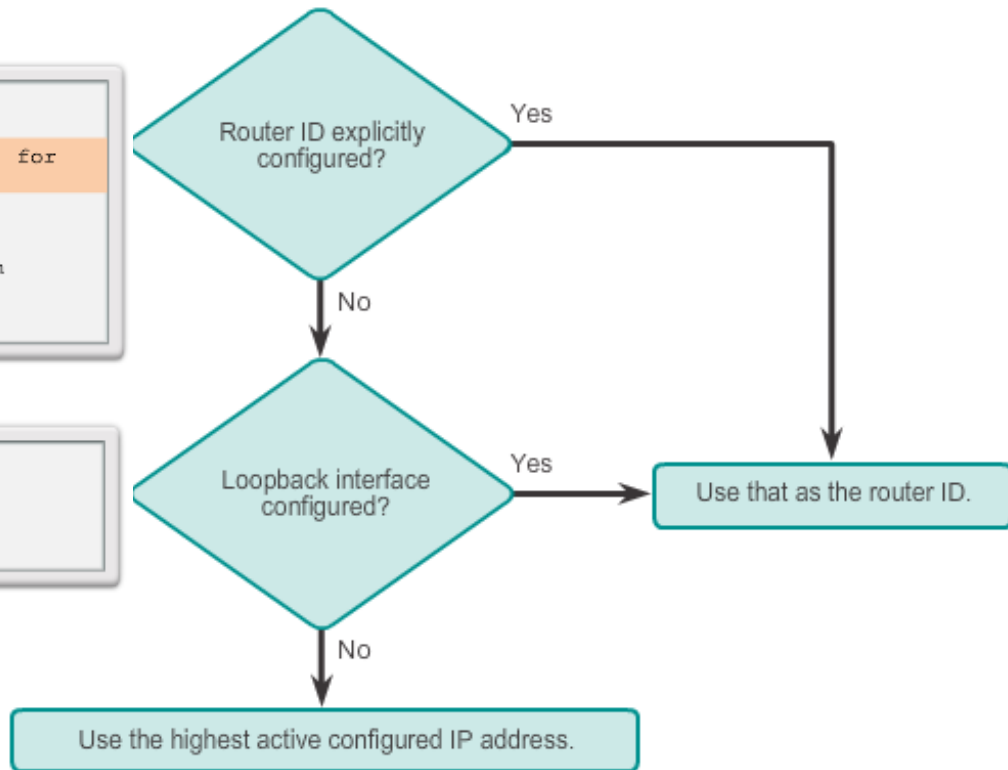 Router ID explicitly
configured?
Yes
for
No
Loopback interface
configured?
Yes
Use that as the router ID.
No
Use the highest active configured IP address.